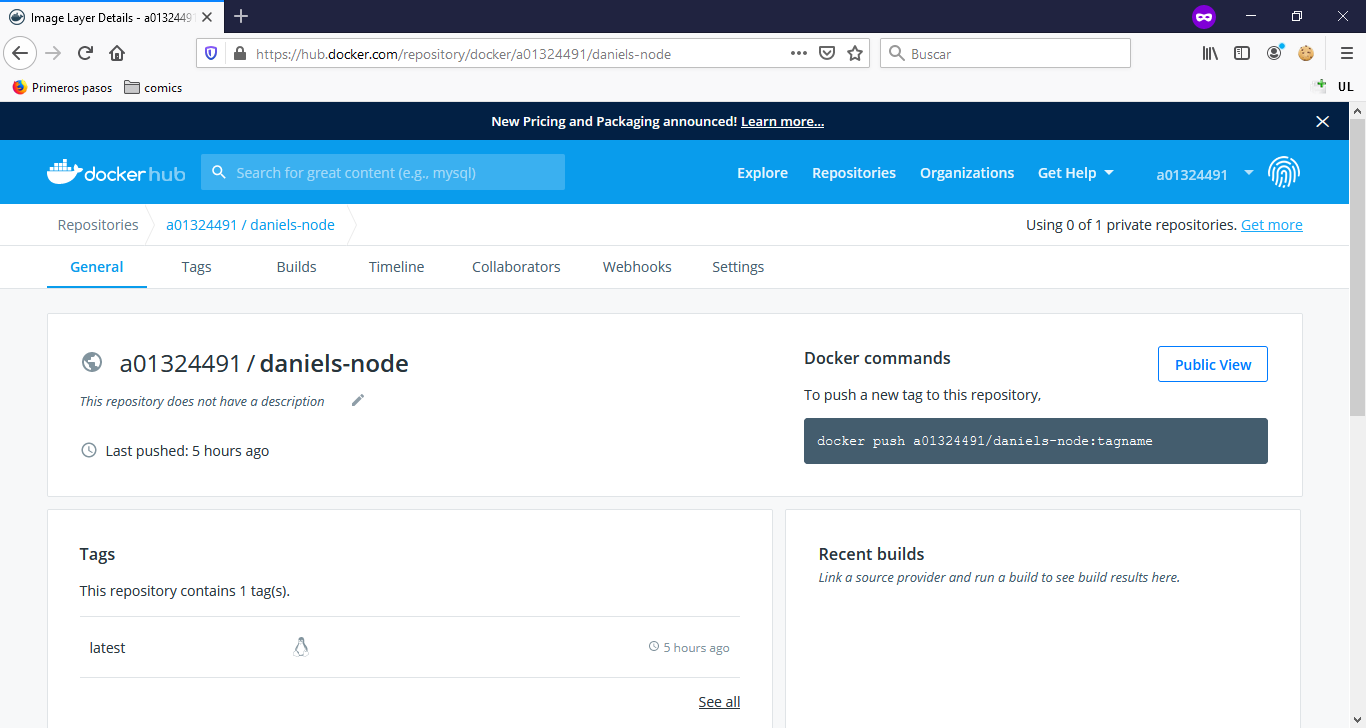 Image Layer Details - a01324491
https://hub.docker.com/repository/docker/a01324491/daniels-node
Buscar
Primeros pasos
comics
UL
New Pricing and Packaging announced! Learn more...
docker hub
Search for great content (e.g., mysql)
Explore
Repositories
Organizations
Get Help
a01324491
Repositories
a01324491 / daniels-node
Using 0 of 1 private repositories. Get more
General
Tags
Builds
Timeline
Collaborators
Webhooks
Settings
a01324491 / daniels-node
This repository does not have a description
Last pushed: 5 hours ago
Docker commands
Public View
To push a new tag to this repository,
docker push a01324491/daniels-node:tagname
Tags
This repository contains 1 tag(s).
latest
5 hours ago
See all
Recent builds
Link a source provider and run a build to see build results here.